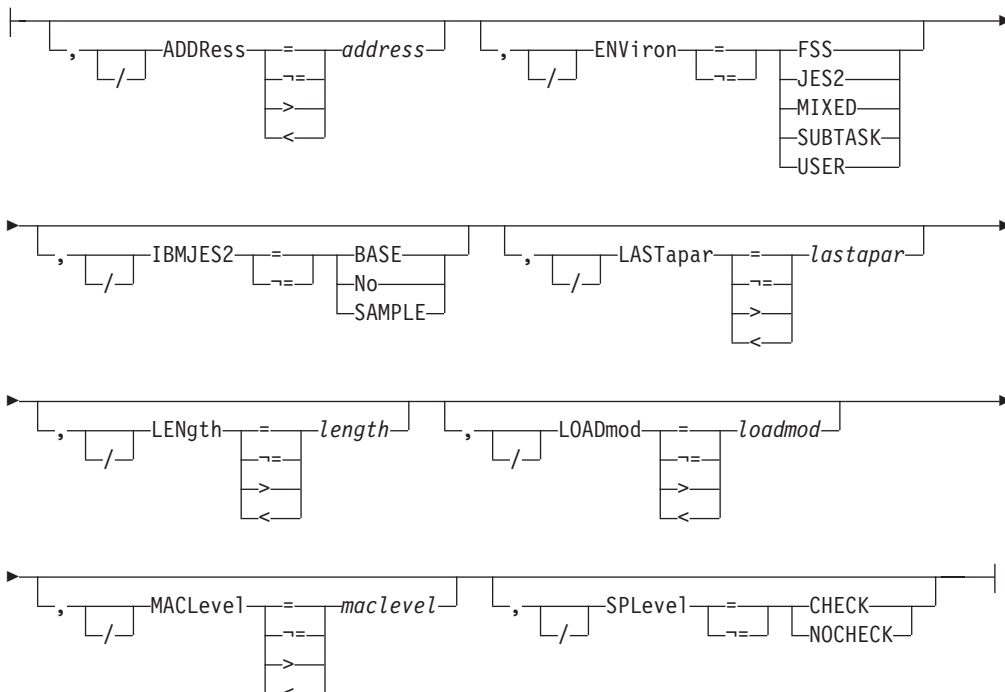 , / ADDRess = address , / ENViron = FSS
¬= ¬= JES2
> MIXED
< SUBTASK
USER
, / IBMJES2 = BASE , / LASTapar = lastapar
¬= No ¬=
SAMPLE >
<
, / LENgth = length , / LOADmod = loadmod
¬= ¬=
> >
< <
, / MACLevel = maclevel , / SPLevel = CHECK
¬= ¬= NOCHECK
>
<